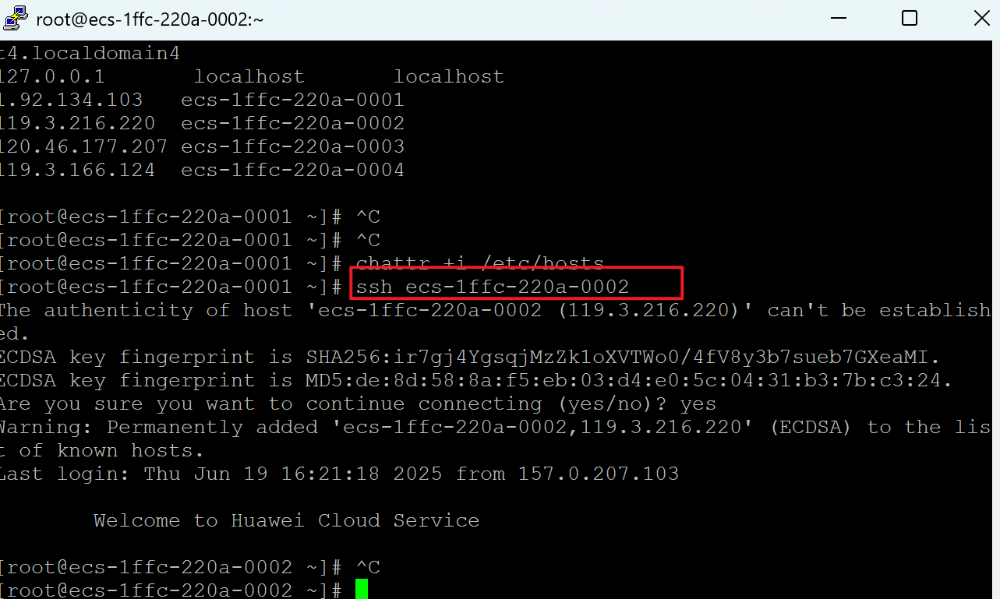 root@ecs-1ffc-220a-0002:~
t4.localdomain4
127.0.0.1 localhost localhost
1.92.134.103 ecs-1ffc-220a-0001
119.3.216.220 ecs-1ffc-220a-0002
120.46.177.207 ecs-1ffc-220a-0003
119.3.166.124 ecs-1ffc-220a-0004
[root@ecs-1ffc-220a-0001 ~]# ^C
[root@ecs-1ffc-220a-0001 ~]# ^C
[root@ecs-1ffc-220a-0001 ~]# chattr +i /etc/hosts
[root@ecs-1ffc-220a-0001 ~]# ssh ecs-1ffc-220a-0002
The authenticity of host 'ecs-1ffc-220a-0002 (119.3.216.220)' can't be establish
ed.
ECDSA key fingerprint is SHA256:ir7gj4YgsqjMzZk1oXVTWo0/4fV8y3b7sueb7GXeaMI.
ECDSA key fingerprint is MD5:de:8d:58:8a:f5:eb:03:d4:e0:5c:04:31:b3:7b:c3:24.
Are you sure you want to continue connecting (yes/no)? yes
Warning: Permanently added 'ecs-1ffc-220a-0002,119.3.216.220' (ECDSA) to the lis
t of known hosts.
Last login: Thu Jun 19 16:21:18 2025 from 157.0.207.103
Welcome to Huawei Cloud Service
[root@ecs-1ffc-220a-0002 ~]# ^C
[root@ecs-1ffc-220a-0002 ~]#